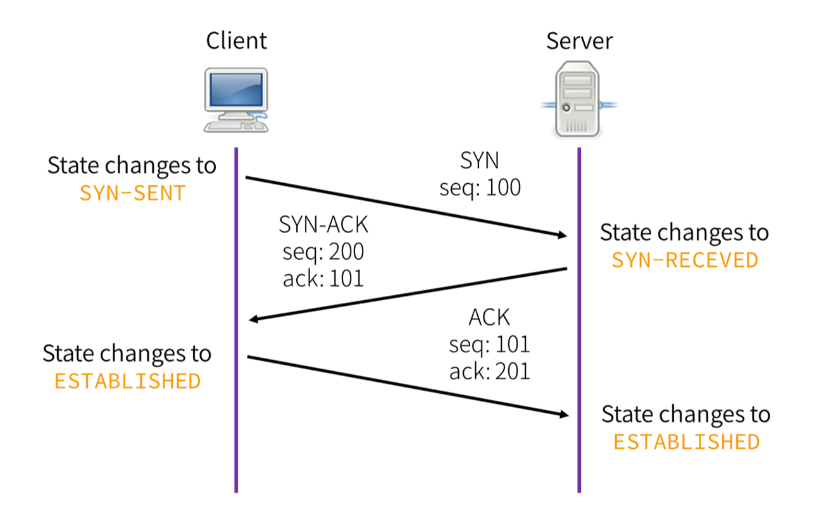 Client
Server
State changes to
SYN-SENT
SYN
seq: 100
SYN-ACK
seq: 200
ack: 101
State changes to
SYN-RECEVED
ACK
seq: 101
ack: 201
State changes to
ESTABLISHED
State changes to
ESTABLISHED